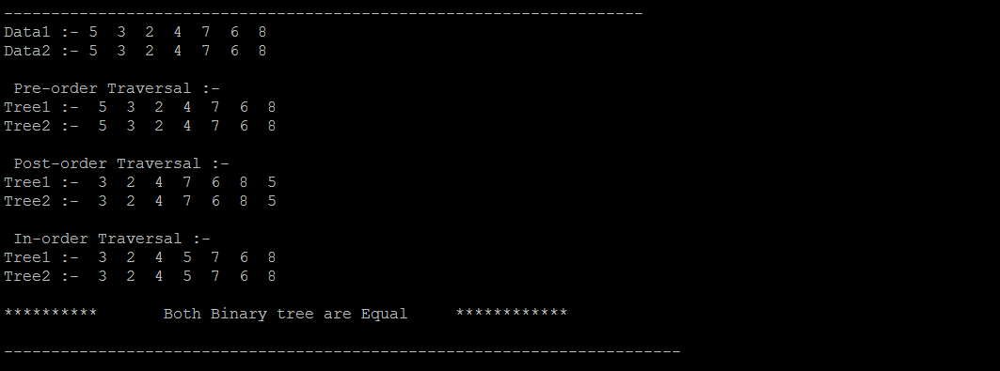 ----------------------------------------------------------------------
Data1 :- 5  3  2  4  7  6  8
Data2 :- 5  3  2  4  7  6  8
 Pre-order Traversal :-
Tree1 :-  5  3  2  4  7  6  8
Tree2 :-  5  3  2  4  7  6  8
 Post-order Traversal :-
Tree1 :-  3  2  4  7  6  8  5
Tree2 :-  3  2  4  7  6  8  5
 In-order Traversal :-
Tree1 :-  3  2  4  5  7  6  8
Tree2 :-  3  2  4  5  7  6  8
**********       Both Binary tree are Equal     ************
------------------------------------------------------------------------